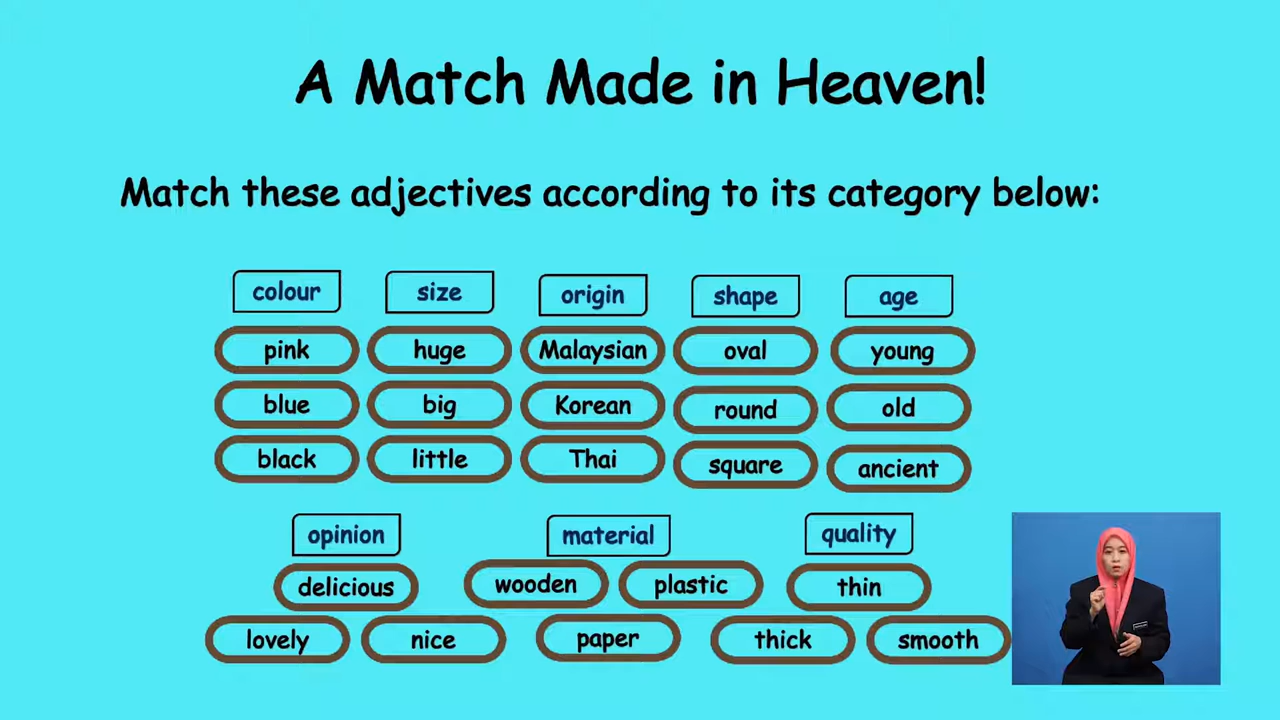 A Match Made in Heaven!
Match these adjectives according to its category below:
colour size origin shape age
pink huge Malaysian oval young
blue big Korean round old
black little Thai square ancient
opinion material quality
delicious wooden plastic thin
lovely nice paper thick smooth